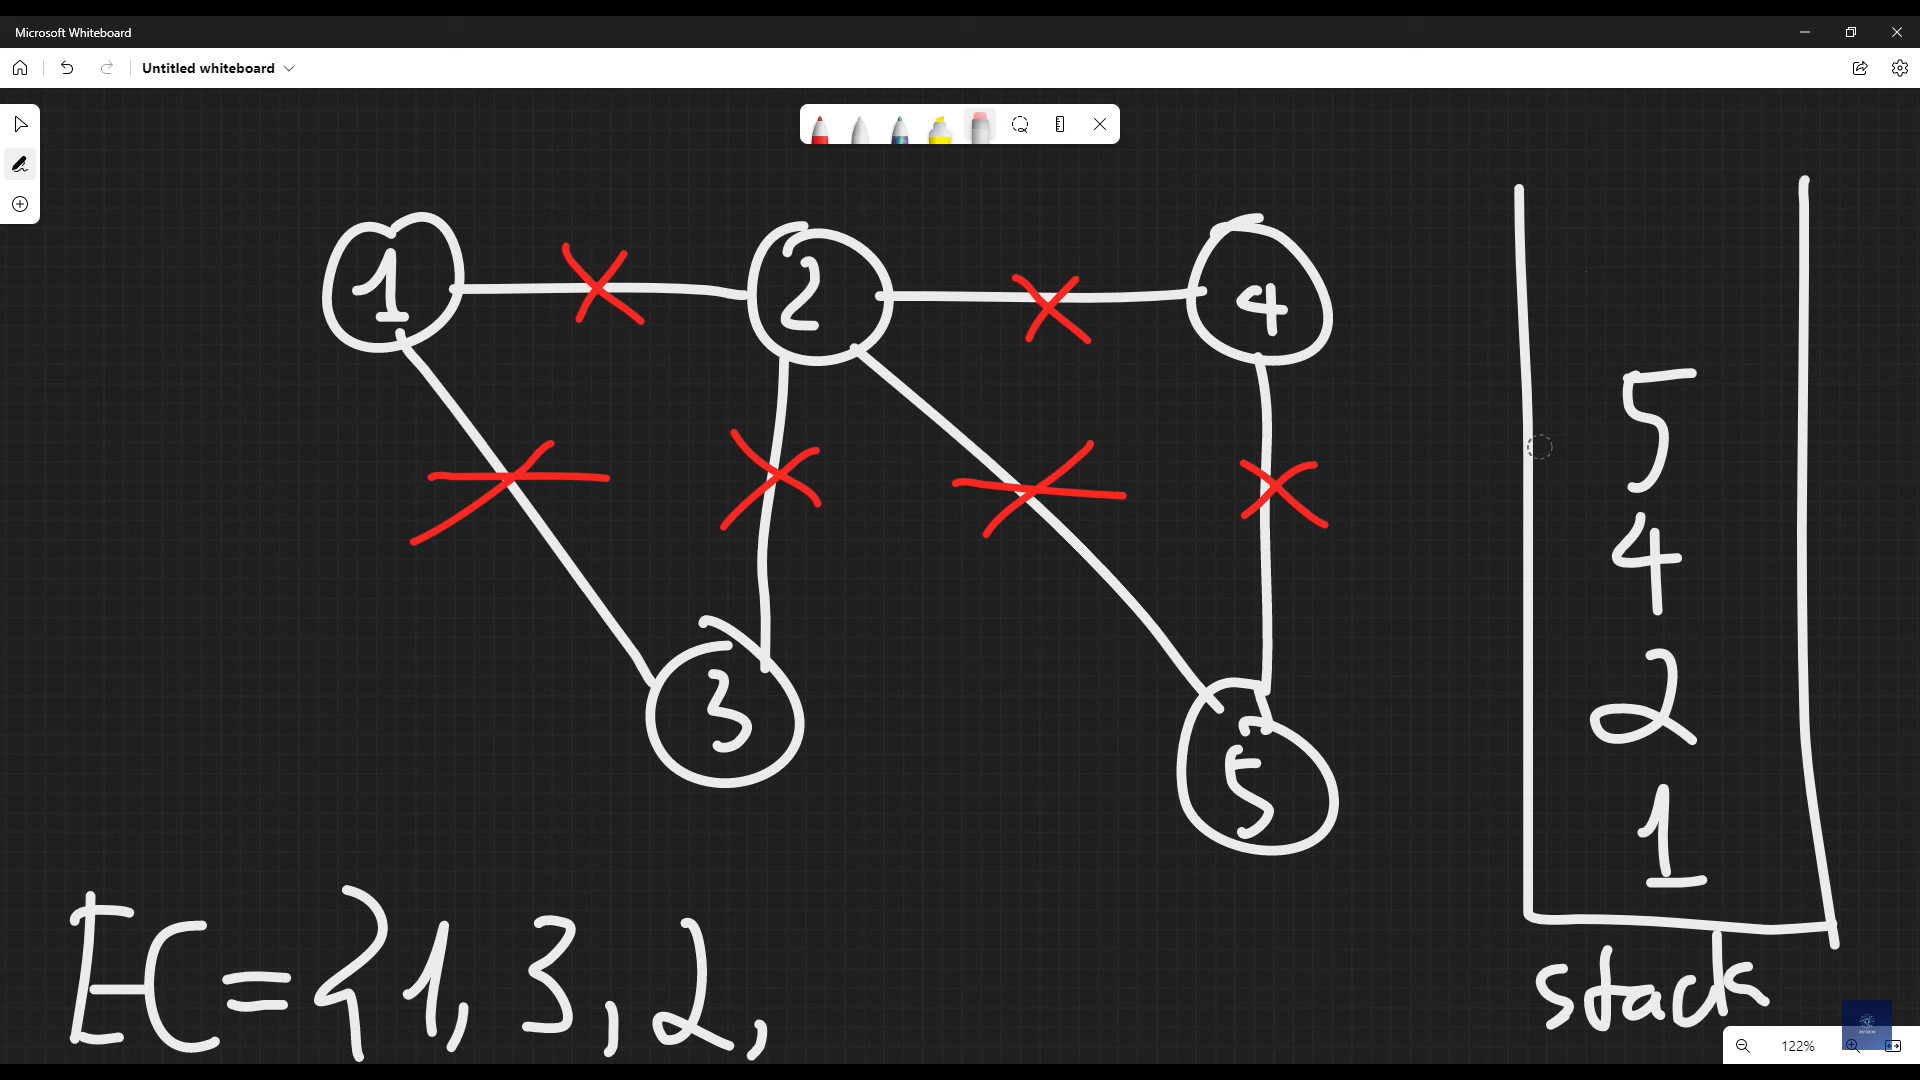 Microsoft Whiteboard
Untitled whiteboard
1 2 4
3
5
5
4
2
1
stack
EC = {1, 3, 2,
122%